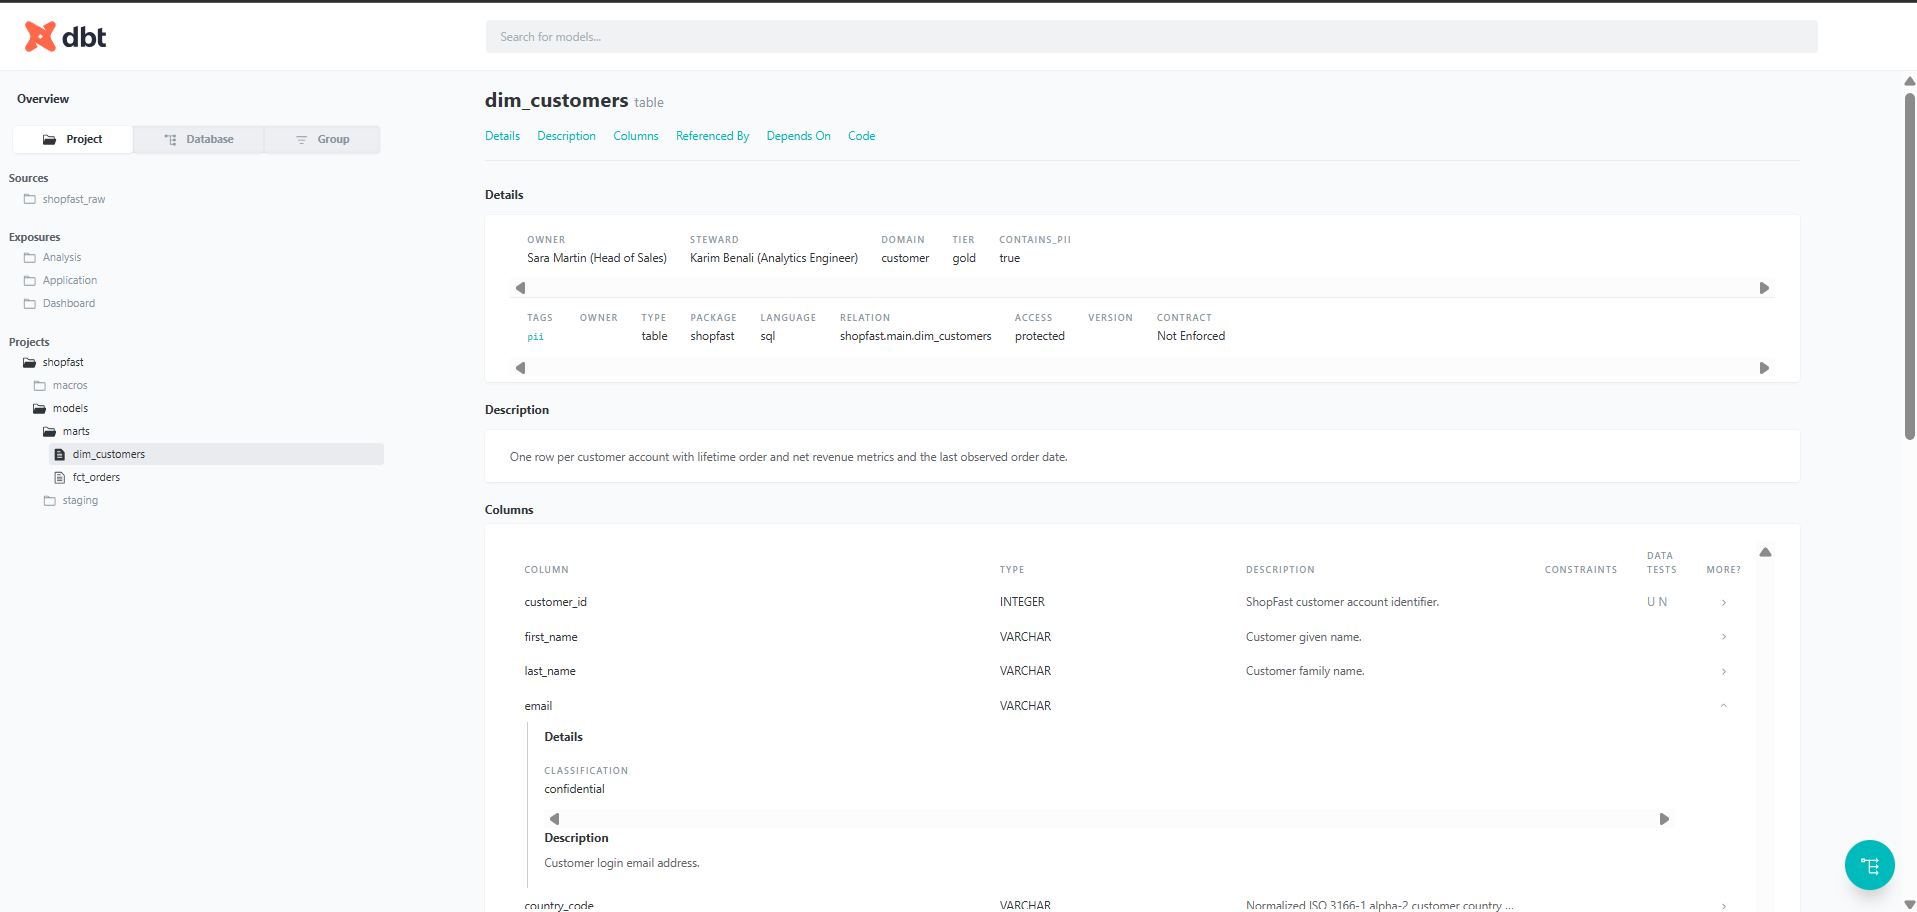 dbt
Search for models...
Overview
Project Database Group
Sources
shopfast_raw
Exposures
Analysis
Application
Dashboard
Projects
shopfast
macros
models
marts
dim_customers
fct_orders
staging
dim_customers table
Details Description Columns Referenced By Depends On Code
Details
OWNER STEWARD DOMAIN TIER CONTAINS_PII
Sara Martin (Head of Sales) Karim Benali (Analytics Engineer) customer gold true
TAGS OWNER TYPE PACKAGE LANGUAGE RELATION ACCESS VERSION CONTRACT
pii table shopfast sql shopfast.main.dim_customers protected Not Enforced
Description
One row per customer account with lifetime order and net revenue metrics and the last observed order date.
Columns
COLUMN TYPE DESCRIPTION CONSTRAINTS DATA TESTS MORE?
customer_id INTEGER ShopFast customer account identifier. U N
first_name VARCHAR Customer given name.
last_name VARCHAR Customer family name.
email VARCHAR
Details
CLASSIFICATION
confidential
Description
Customer login email address.
country_code VARCHAR Normalized ISO 3166-1 alpha-2 customer country ...